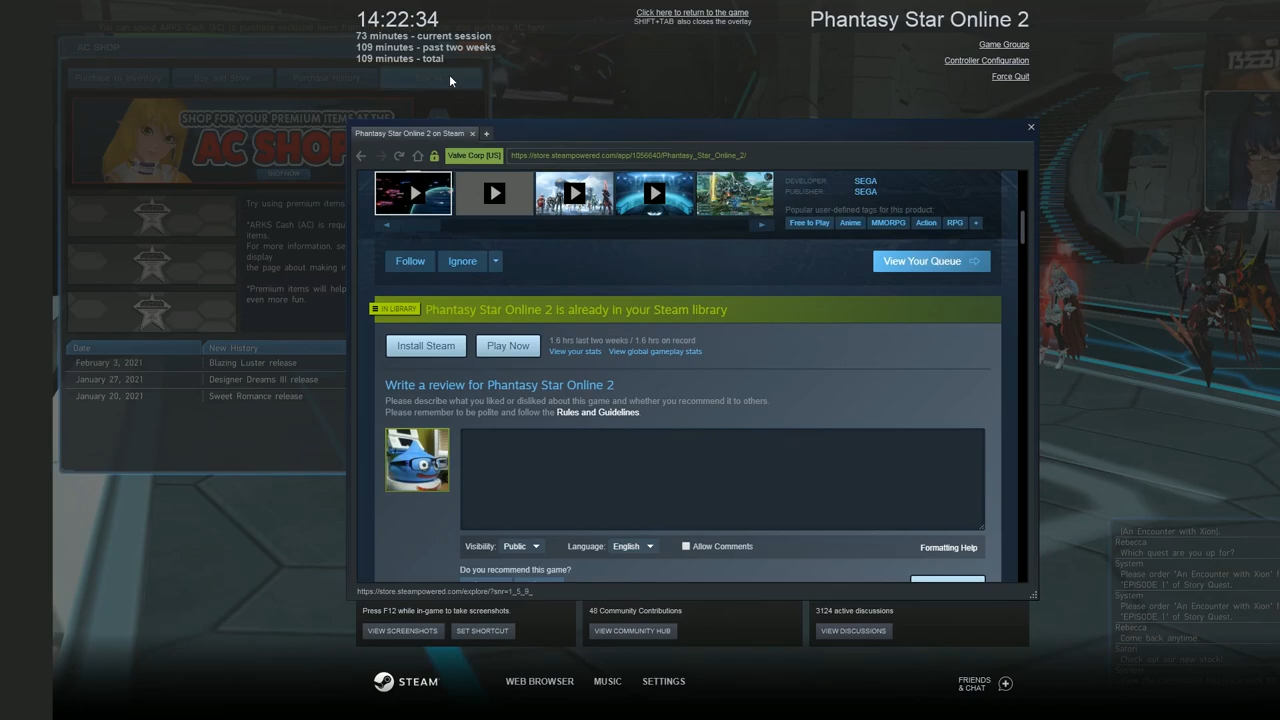 14:22:34
73 minutes - current session
109 minutes - past two weeks
109 minutes - total
Click here to return to the game
SHIFT+TAB also closes the overlay
Phantasy Star Online 2
Game Groups
Controller Configuration
Force Quit
AC SHOP
Purchase to Inventory
Purchase History
SHOP FOR YOUR PREMIUM ITEMS AT THE
AC SHOP
SHOP NOW
Try using premium items
*ARKS Cash (AC) is requir
items.
For more information, se
display
the page about making in
*Premium items will help
even more fun.
Date New History
February 3, 2021 Blazing Luster release
January 27, 2021 Designer Dreams III release
January 20, 2021 Sweet Romance release
Phantasy Star Online 2 on Steam
Valve Corp [US] https://store.steampowered.com/app/1056640/Phantasy_Star_Online_2/
DEVELOPER: SEGA
PUBLISHER: SEGA
Popular user-defined tags for this product:
Free to Play Anime MMORPG Action RPG +
Follow Ignore View Your Queue
IN LIBRARY Phantasy Star Online 2 is already in your Steam library
Install Steam Play Now
1.6 hrs last two weeks / 1.6 hrs on record
View your stats View global gameplay stats
Write a review for Phantasy Star Online 2
Please describe what you liked or disliked about this game and whether you recommend it to others.
Please remember to be polite and follow the Rules and Guidelines.
Visibility: Public Language: English Allow Comments
Formatting Help
Do you recommend this game?
https://store.steampowered.com/explore/?snr=1_5_9_
Press F12 while in-game to take screenshots.
VIEW SCREENSHOTS SET SHORTCUT
48 Community Contributions
VIEW COMMUNITY HUB
3124 active discussions
VIEW DISCUSSIONS
STEAM WEB BROWSER MUSIC SETTINGS
FRIENDS
& CHAT
[An Encounter with Xion].
Rebecca
Which quest are you up for?
System
Please order "An Encounter with Xion" f
"EPISODE 1" of Story Quest.
System
Please order "An Encounter with Xion" f
"EPISODE 1" of Story Quest.
Rebecca
Come back anytime.
Satori
Check out our new stock!